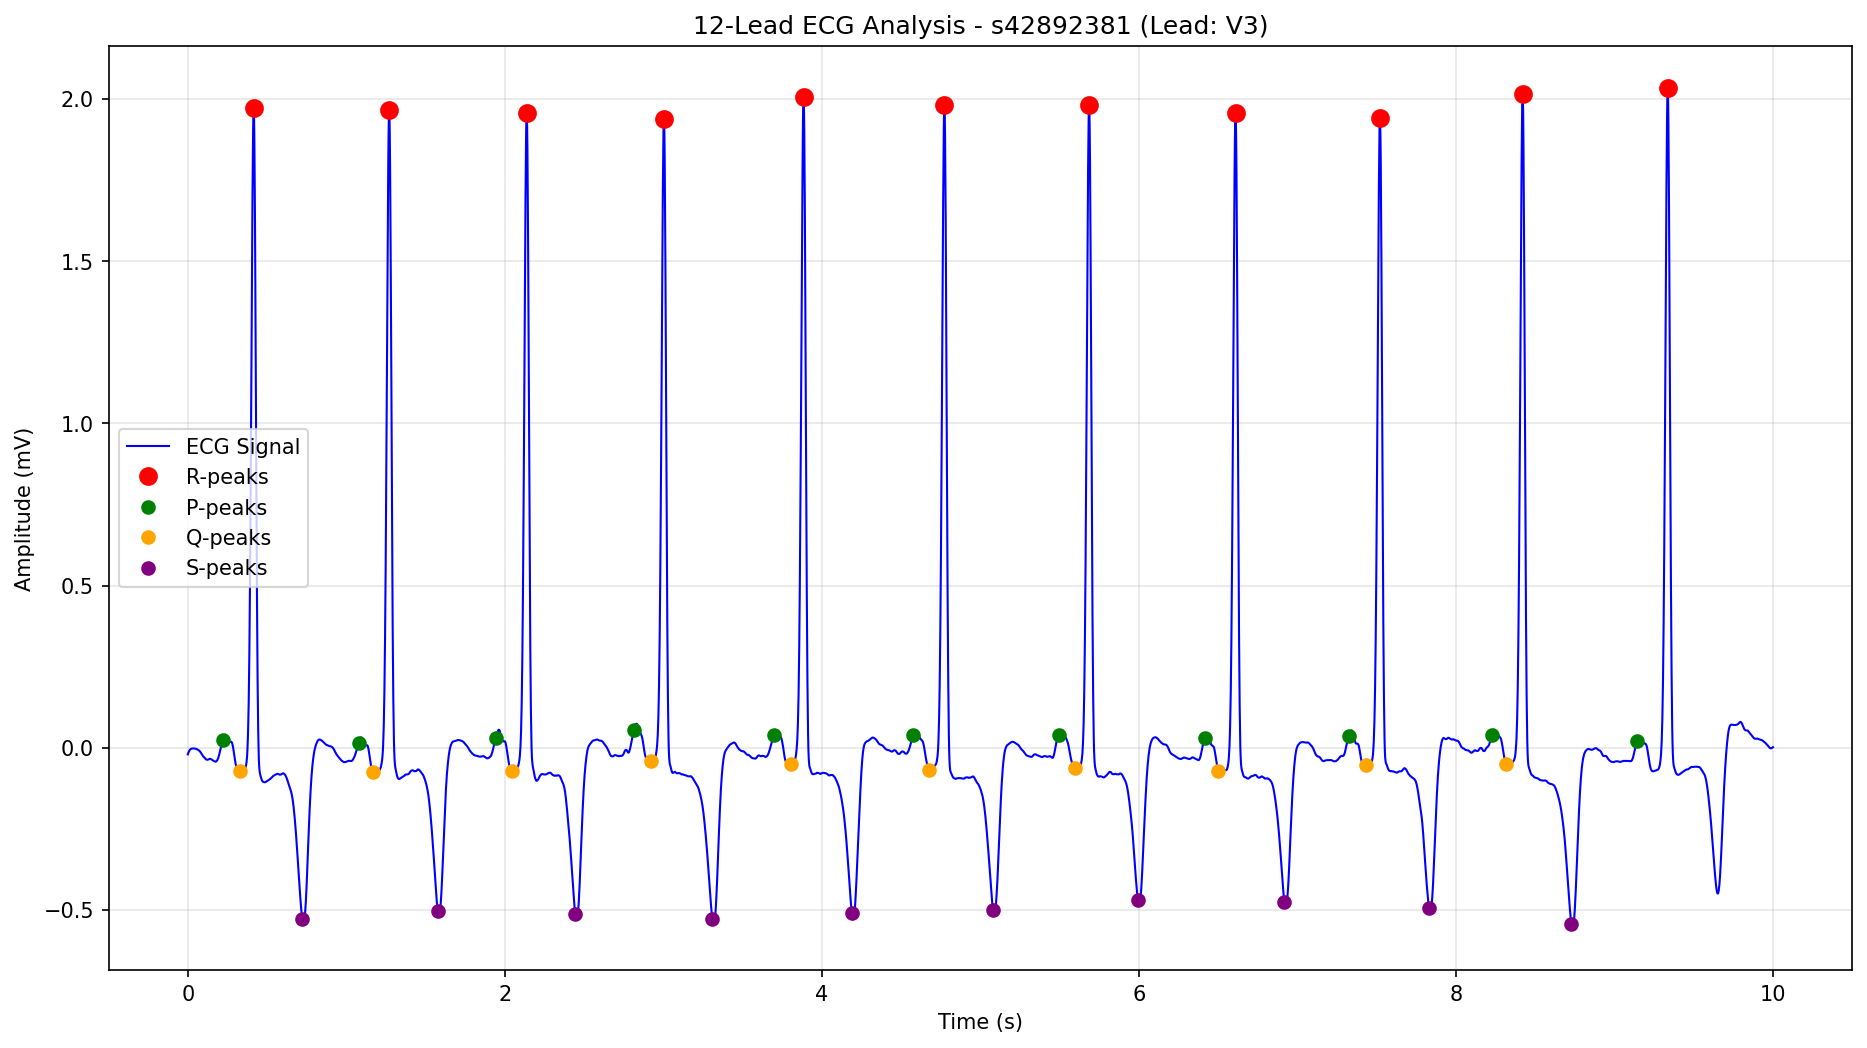 12-Lead ECG Analysis - s42892381 (Lead: V3)
Amplitude (mV)
2.0
1.5
1.0
0.5
0.0
−0.5
ECG Signal
R-peaks
P-peaks
Q-peaks
S-peaks
0 2 4 6 8 10
Time (s)